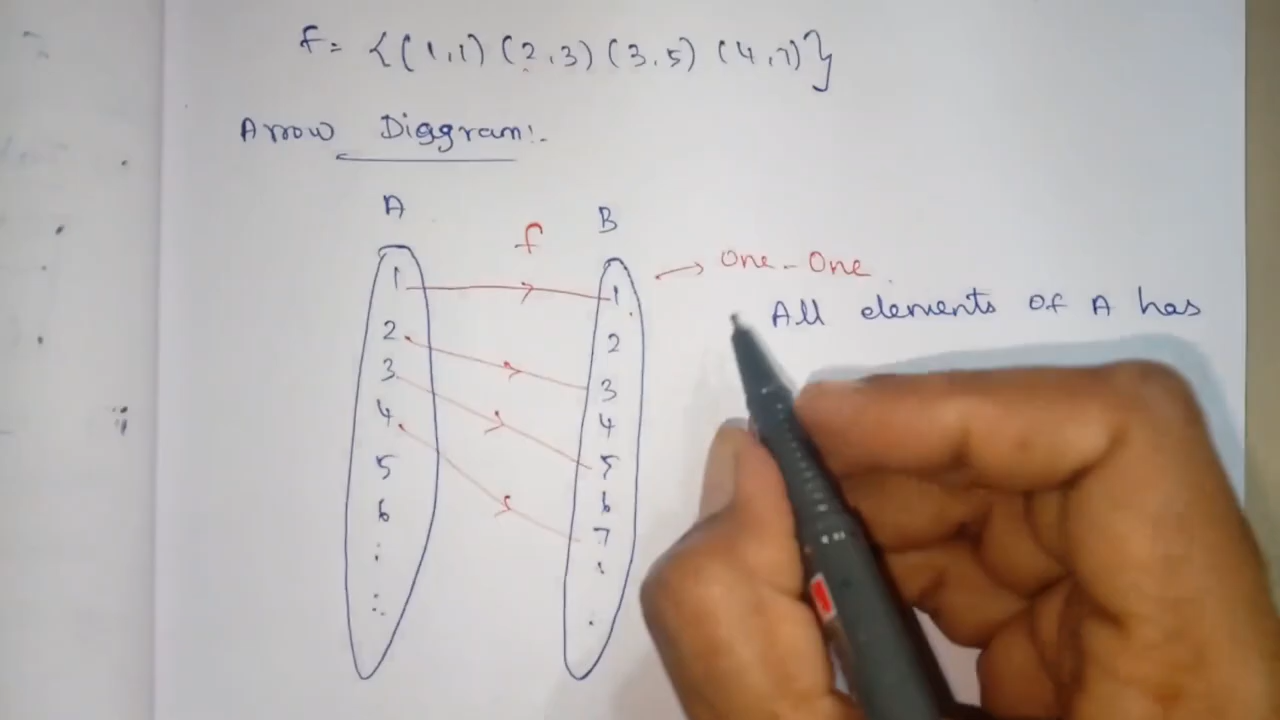 f = {(1,1) (2,3) (3,5) (4,7)}
Arrow Diagram:-
A f B
1 1
2 2
3 3
4 4
5 5
6 6
: 7
: .
.
→ One-One
All elements of A has